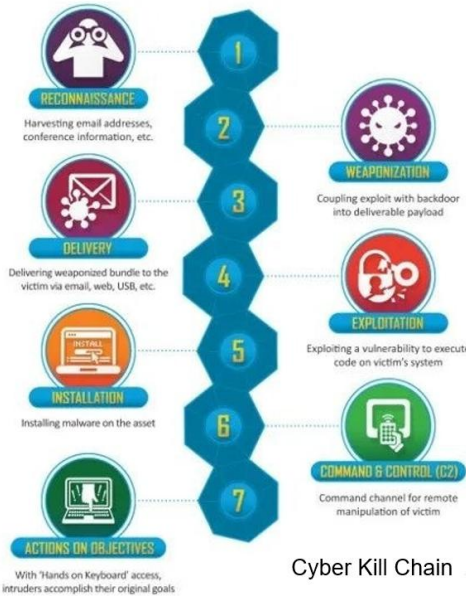 1
RECONNAISSANCE
Harvesting email addresses,
conference information, etc.
2
WEAPONIZATION
Coupling exploit with backdoor
into deliverable payload
3
DELIVERY
Delivering weaponized bundle to the
victim via email, web, USB, etc.
4
EXPLOITATION
Exploiting a vulnerability to execut
code on victim's system
5
INSTALL
INSTALLATION
Installing malware on the asset
6
COMMAND & CONTROL (C2)
Command channel for remote
manipulation of victim
7
ACTIONS ON OBJECTIVES
With 'Hands on Keyboard' access,
intruders accomplish their original goals
Cyber Kill Chain